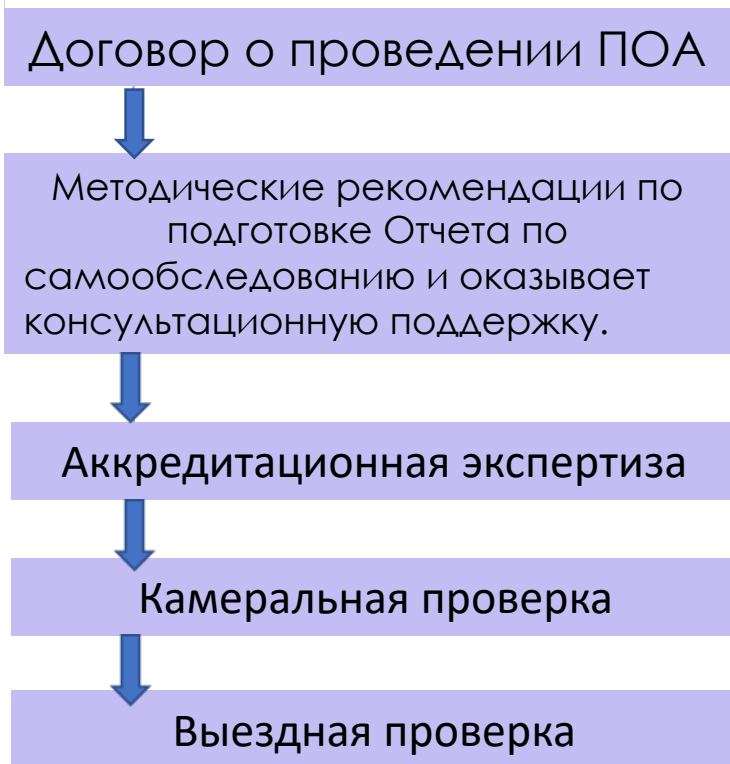 Договор о проведении ПОА
Методические рекомендации по
подготовке Отчета по
самообследованию и оказывает
консультационную поддержку.
Аккредитационная экспертиза
Камеральная проверка
Выездная проверка